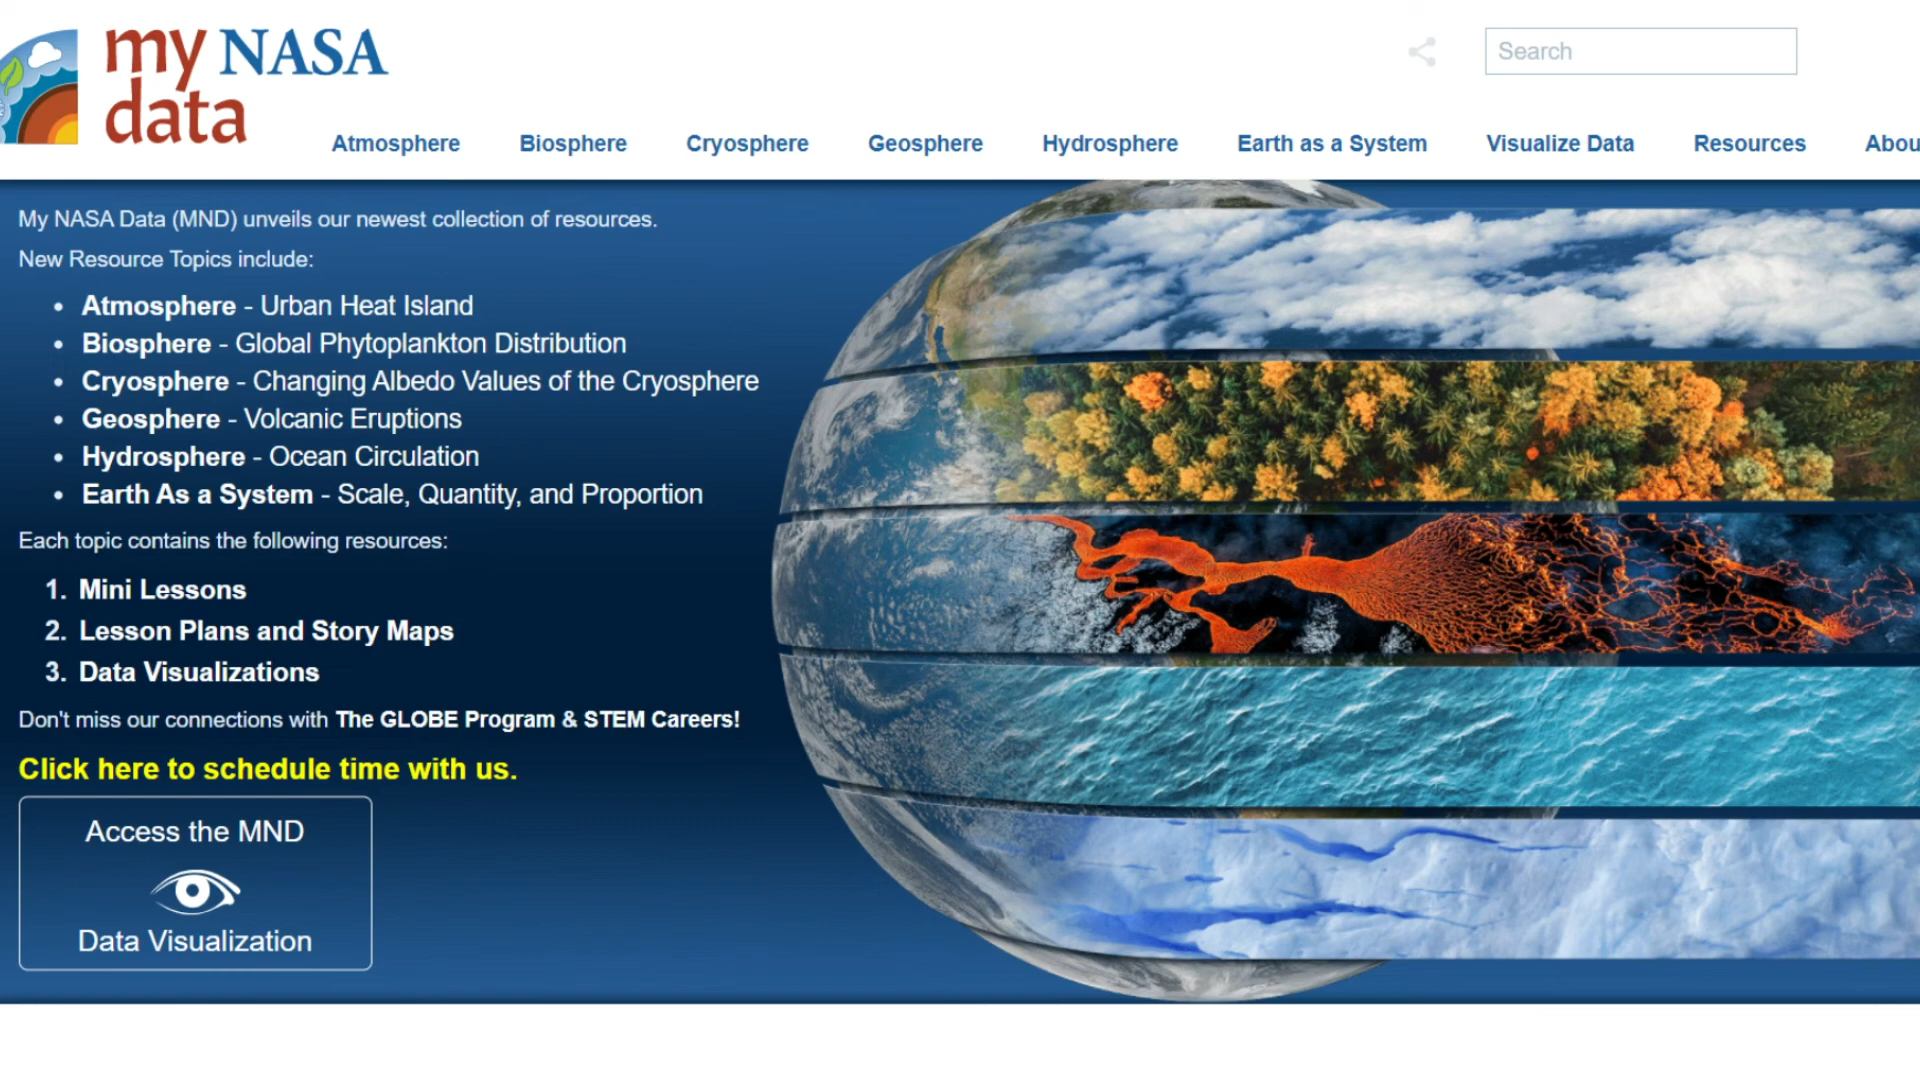 my NASA
data
Search
Atmosphere Biosphere Cryosphere Geosphere Hydrosphere Earth as a System Visualize Data Resources Abou
My NASA Data (MND) unveils our newest collection of resources.
New Resource Topics include:
• Atmosphere - Urban Heat Island
• Biosphere - Global Phytoplankton Distribution
• Cryosphere - Changing Albedo Values of the Cryosphere
• Geosphere - Volcanic Eruptions
• Hydrosphere - Ocean Circulation
• Earth As a System - Scale, Quantity, and Proportion
Each topic contains the following resources:
1. Mini Lessons
2. Lesson Plans and Story Maps
3. Data Visualizations
Don't miss our connections with The GLOBE Program & STEM Careers!
Click here to schedule time with us.
Access the MND
Data Visualization